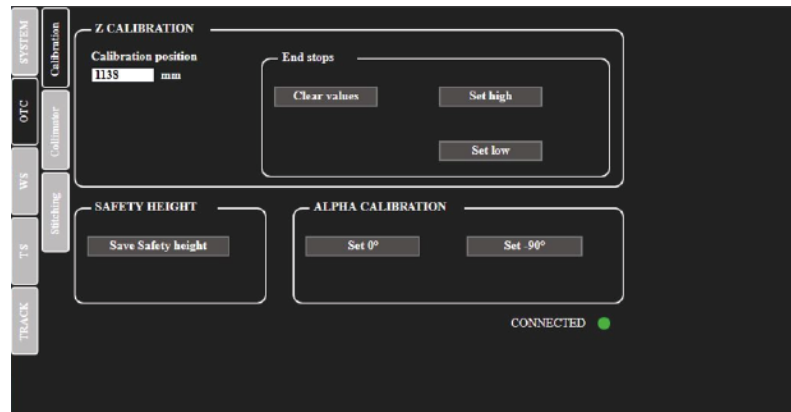 SYSTEM
OTC
WS
TS
TRACK
Calibration
Collimator
Stitching
Z CALIBRATION
Calibration position
1138 mm
End stops
Clear values
Set high
Set low
SAFETY HEIGHT
Save Safety height
ALPHA CALIBRATION
Set 0°
Set -90°
CONNECTED